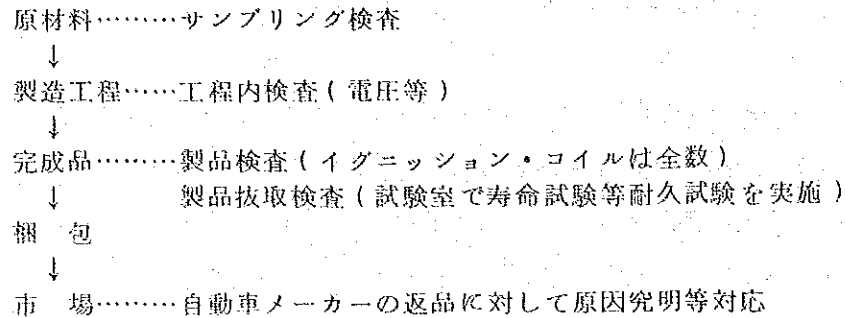 原材料………サンプリング検査
↓
製造工程……工程内検査(電圧等)
↓
完成品………製品検査(イグニッション・コイルは全数)
↓ 製品抜取検査(試験室で寿命試験等耐久試験を実施)
梱 包
↓
市 場………自動車メーカーの返品に対して原因究明等対応